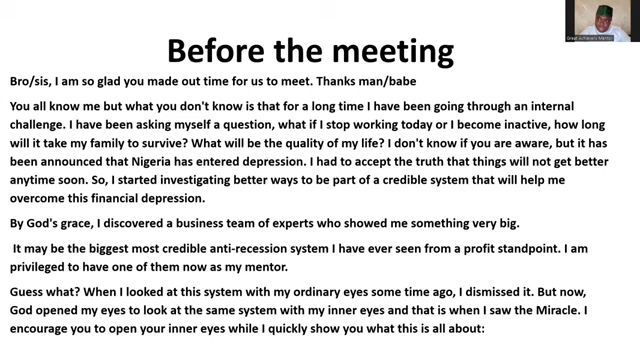 Before the meeting
Great Achievers Mentor
Bro/sis, I am so glad you made out time for us to meet. Thanks man/babe
You all know me but what you don't know is that for a long time I have been going through an internal
challenge. I have been asking myself a question, what if I stop working today or I become inactive, how long
will it take my family to survive? What will be the quality of my life? I don't know if you are aware, but it has
been announced that Nigeria has entered depression. I had to accept the truth that things will not get better
anytime soon. So, I started investigating better ways to be part of a credible system that will help me
overcome this financial depression.
By God's grace, I discovered a business team of experts who showed me something very big.
It may be the biggest most credible anti-recession system I have ever seen from a profit standpoint. I am
privileged to have one of them now as my mentor.
Guess what? When I looked at this system with my ordinary eyes some time ago, I dismissed it. But now,
God opened my eyes to look at the same system with my inner eyes and that is when I saw the Miracle. I
encourage you to open your inner eyes while I quickly show you what this is all about: